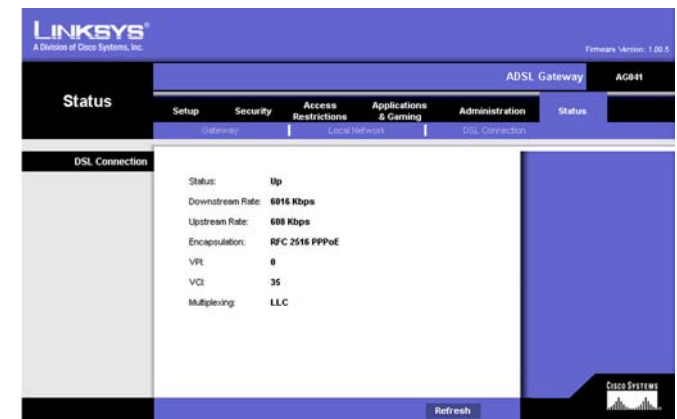 LINKSYS®
A Division of Cisco Systems, Inc.
Firmware Version: 1.00.5
ADSL Gateway AG041
Status
Setup Security Access Restrictions Applications & Gaming Administration Status
Gateway Local Network DSL Connection
DSL Connection
Status: Up
Downstream Rate: 6016 Kbps
Upstream Rate: 608 Kbps
Encapsulation: RFC 2516 PPPoE
VPI: 0
VCI: 35
Multiplexing: LLC
Refresh
CISCO SYSTEMS